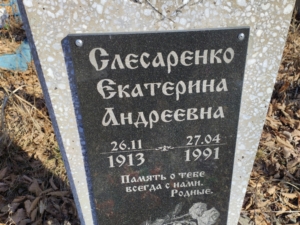 Слесаренко
Екатерина
Андреевна
26.11 27.04
1913 1991
Память о тебе
всегда с нами.
Родные.